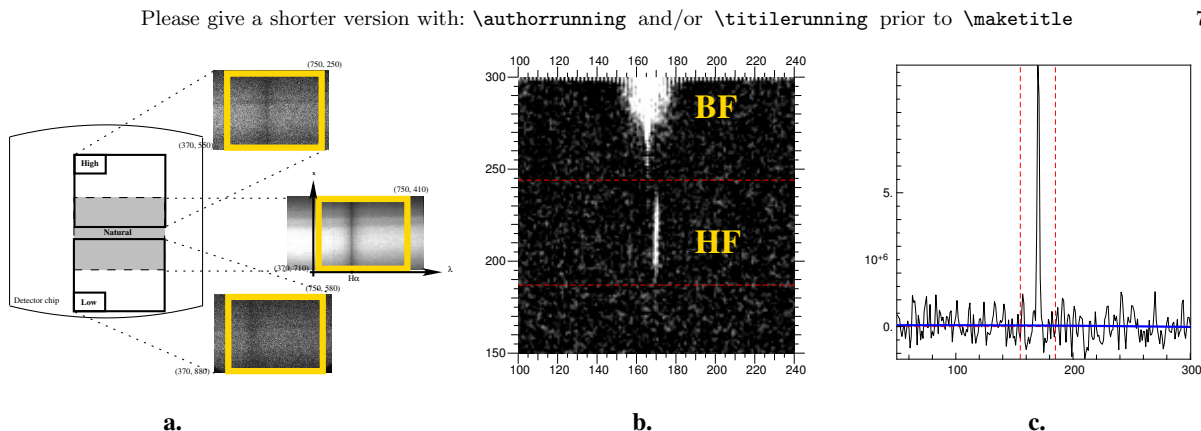 Please give a shorter version with: \authorrunning and/or \titilerunning prior to \maketitle 7
(750, 250)
(370, 550)
High
Natural
Low
Detector chip
x
(750, 410)
(370, 710)
λ
Hα
(750, 580)
(370, 880)
a.
100 120 140 160 180 200 220 240
300
250
200
150
BF
HF
100 120 140 160 180 200 220 240
b.
5.
10+6
0.
100 200 300
c.